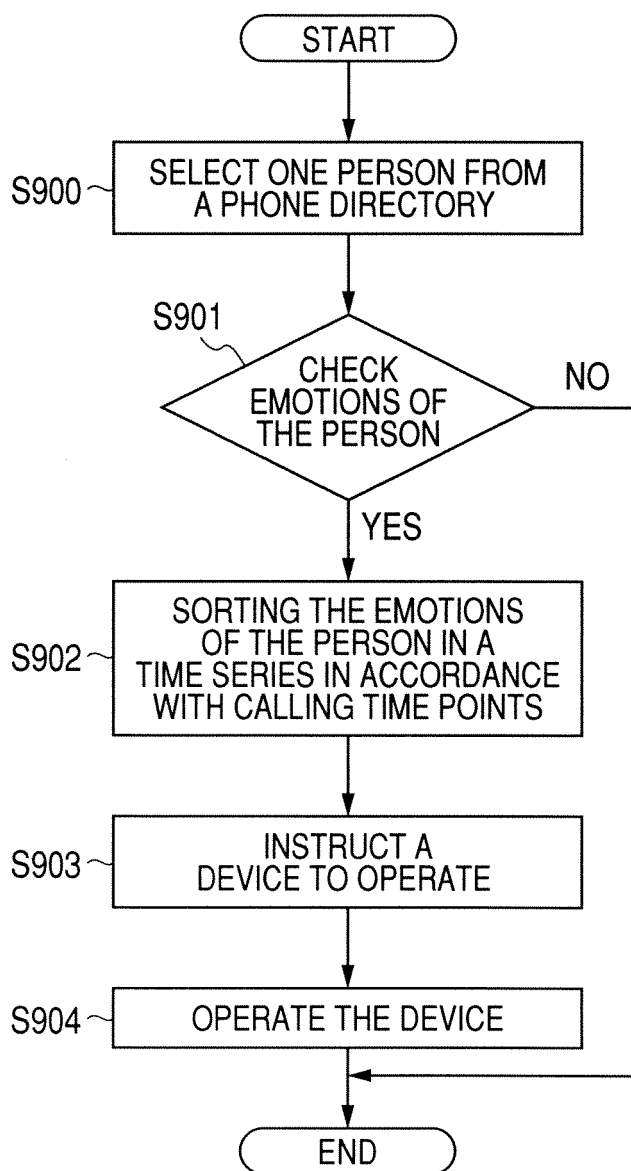 START
S900
SELECT ONE PERSON FROM
A PHONE DIRECTORY
S901
CHECK
EMOTIONS OF
THE PERSON
NO
YES
S902
SORTING THE EMOTIONS
OF THE PERSON IN A
TIME SERIES IN ACCORDANCE
WITH CALLING TIME POINTS
S903
INSTRUCT A
DEVICE TO OPERATE
S904
OPERATE THE DEVICE
END